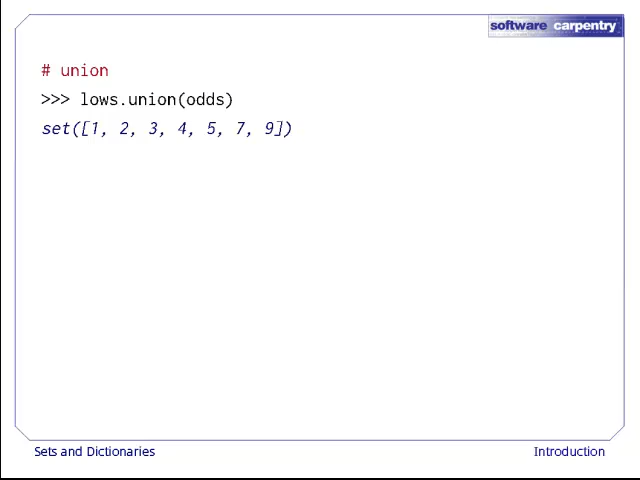 software carpentry
# union
>>> lows.union(odds)
set([1, 2, 3, 4, 5, 7, 9])
Sets and Dictionaries
Introduction